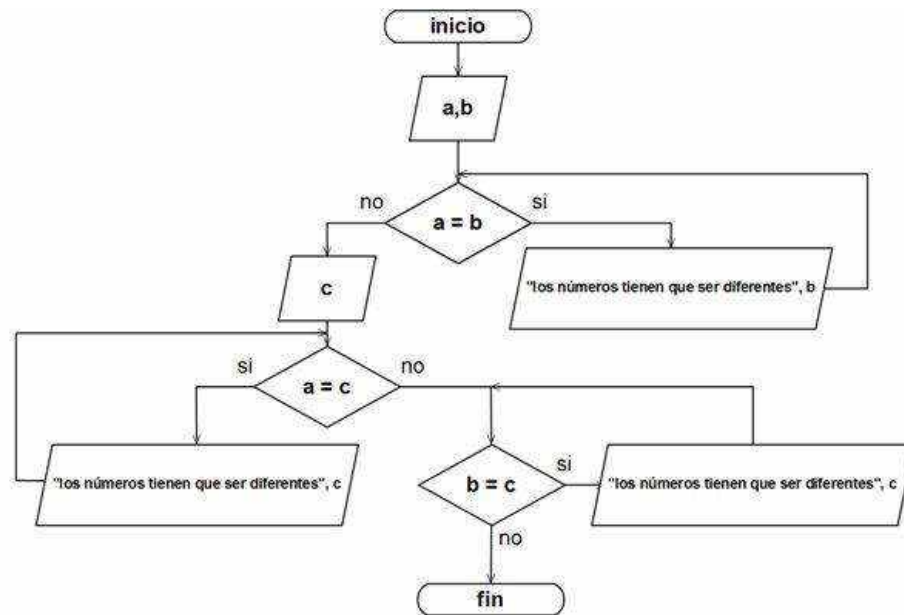 inicio
a,b
no
si
a = b
c
"los números tienen que ser diferentes", b
si
no
a = c
"los números tienen que ser diferentes", c
b = c
si
"los números tienen que ser diferentes", c
no
fin